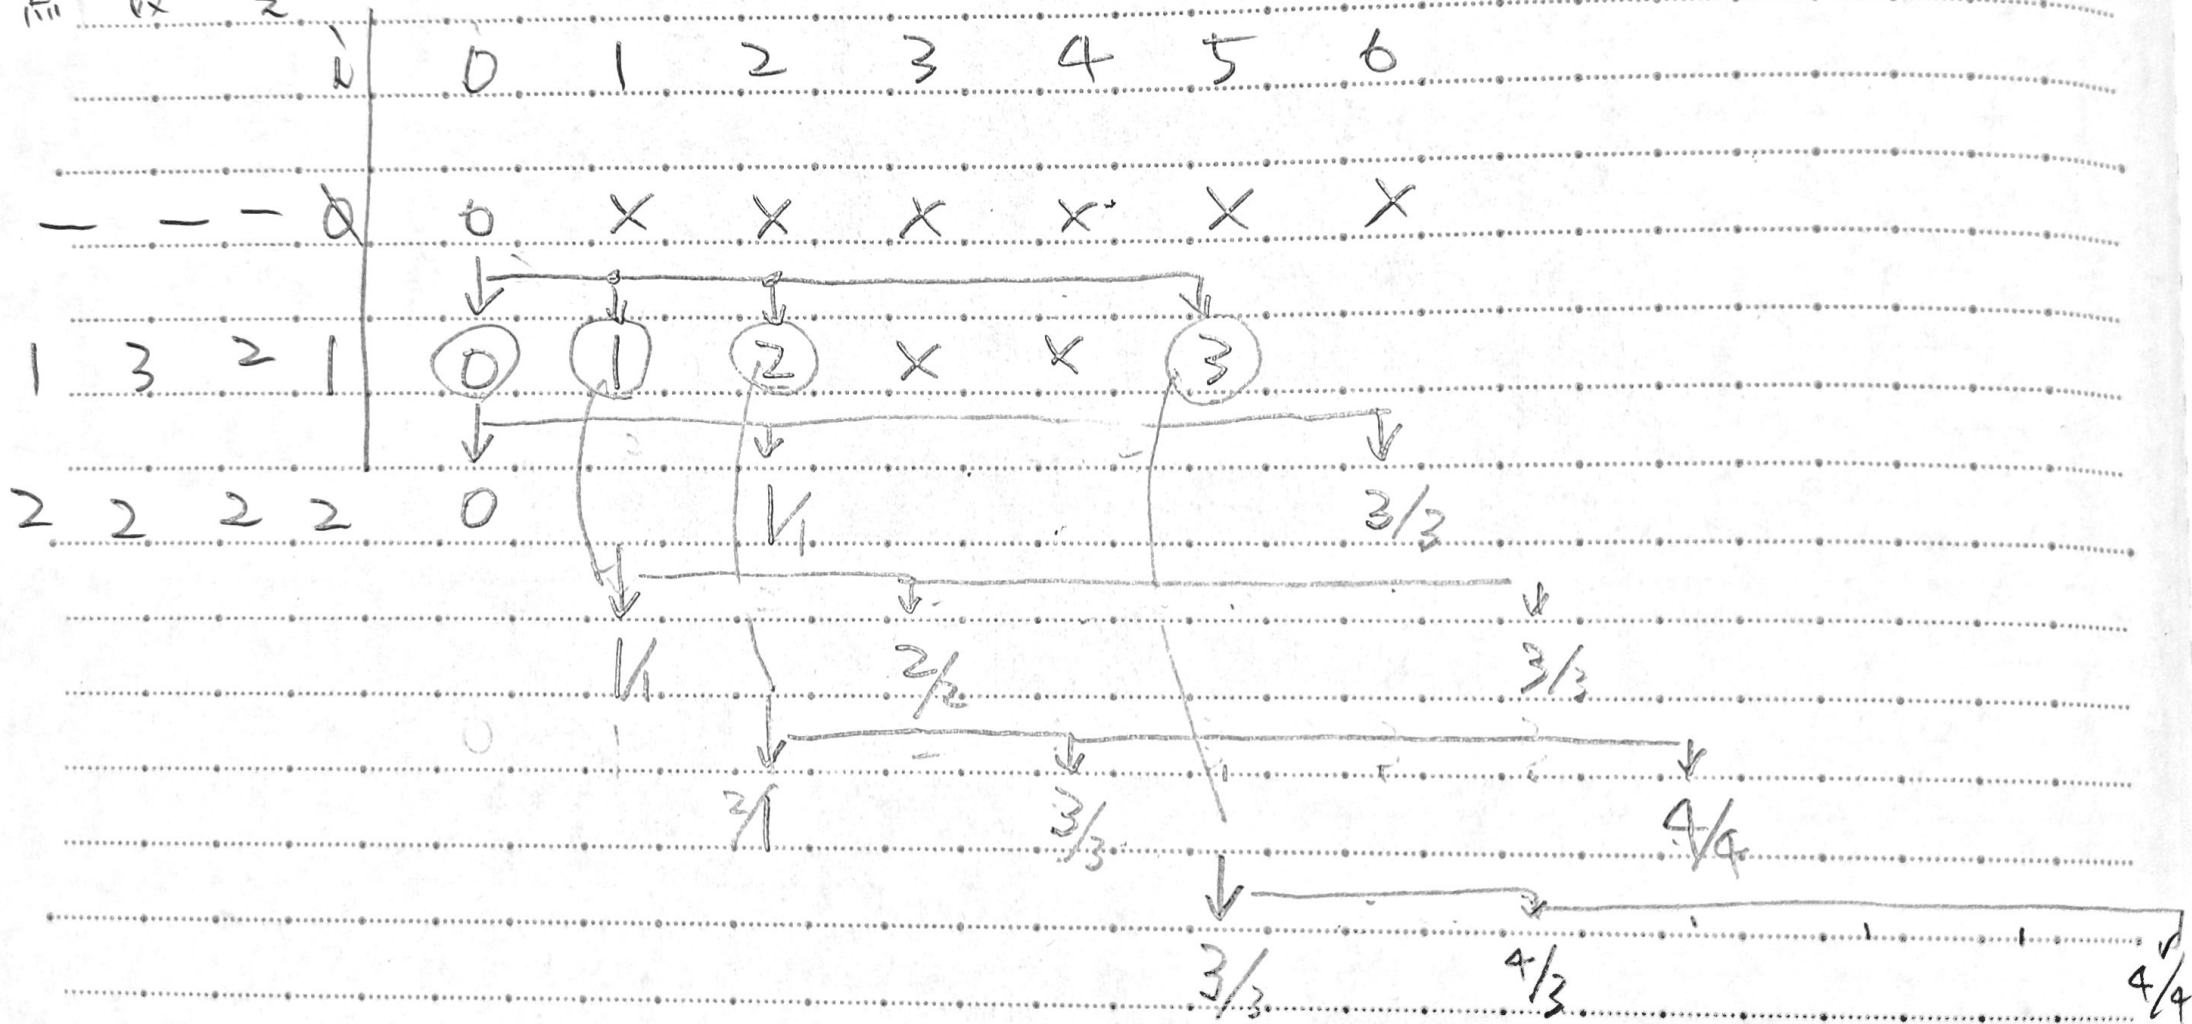 i 0 1 2 3 4 5 6
— — — 0 0 × × × × × ×
1 3 2 1 0 1 2 × × 3
2 2 2 2 0 1/1 3/3
1/1 2/2 3/3
2/1 3/3 4/4
3/3 4/3 4/4